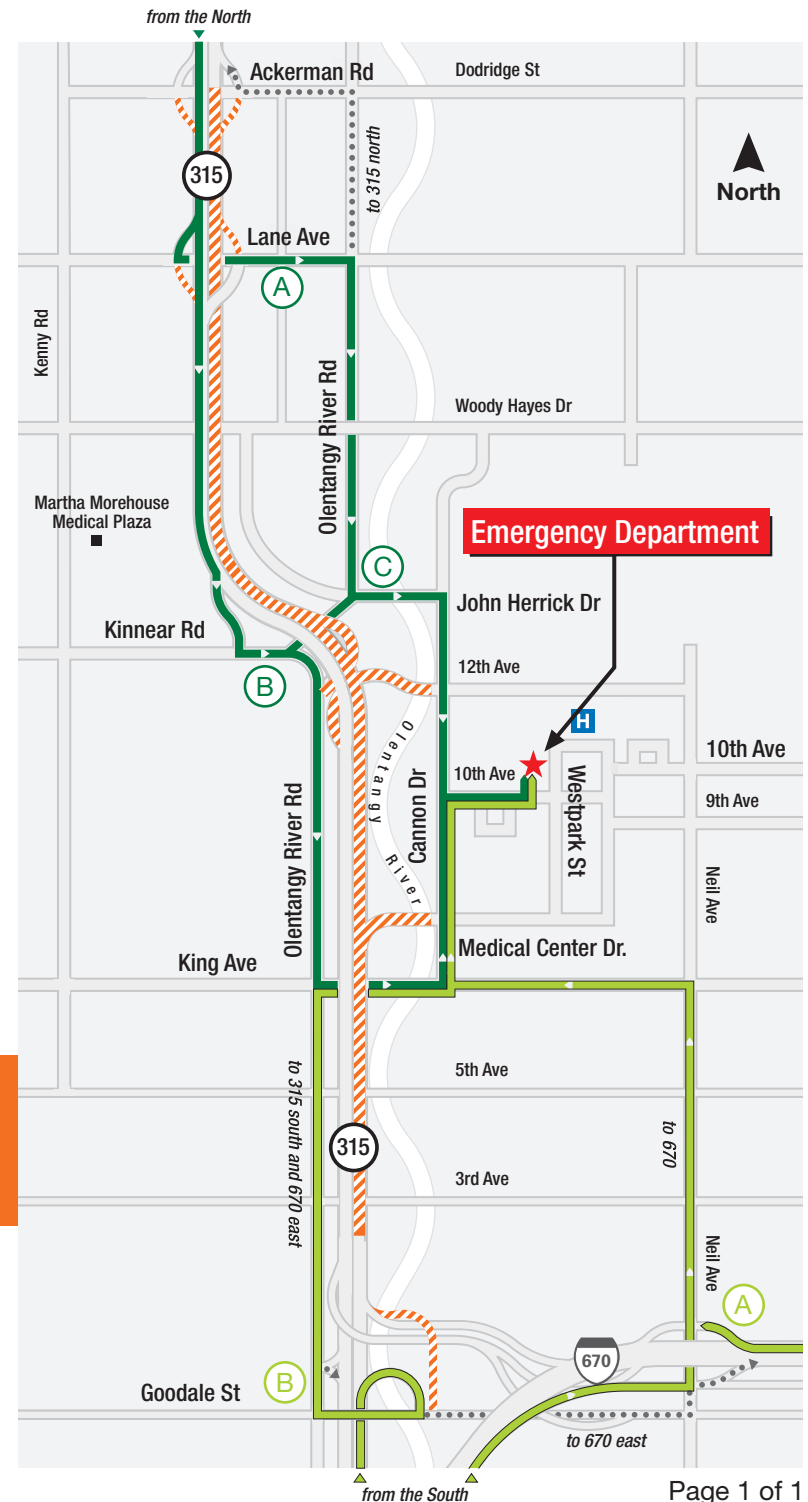 from the North
Ackerman Rd
Dodridge St
315
to 315 north
North
Lane Ave
A
Kenny Rd
Olentangy River Rd
Woody Hayes Dr
Martha Morehouse
Medical Plaza
Emergency Department
C
John Herrick Dr
Kinnear Rd
12th Ave
B
H
Olentangy
River
10th Ave
10th Ave
Westpark St
9th Ave
Olentangy River Rd
Cannon Dr
Neil Ave
King Ave
Medical Center Dr.
5th Ave
to 315 south and 670 east
315
to 670
3rd Ave
Neil Ave
A
670
B
Goodale St
to 670 east
from the South
Page 1 of 1